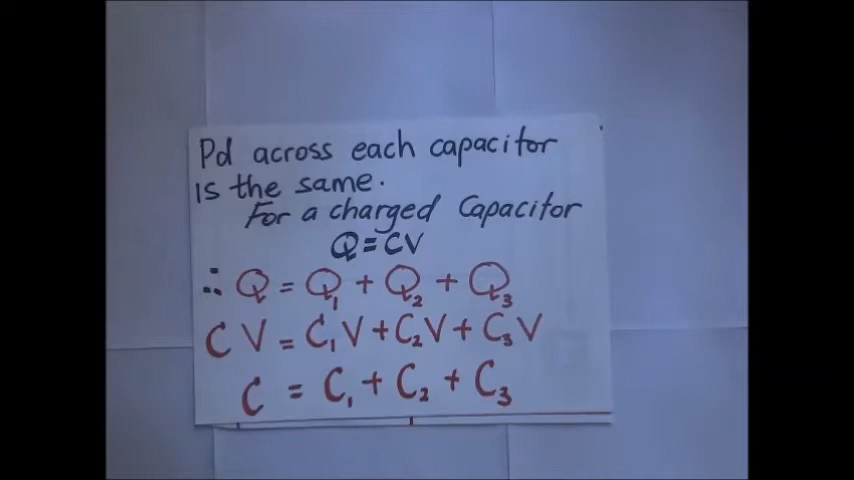 Pd across each capacitor
is the same.
For a charged Capacitor
Q = CV
∴ Q = Q₁ + Q₂ + Q₃
CV = C₁V + C₂V + C₃V
C = C₁ + C₂ + C₃